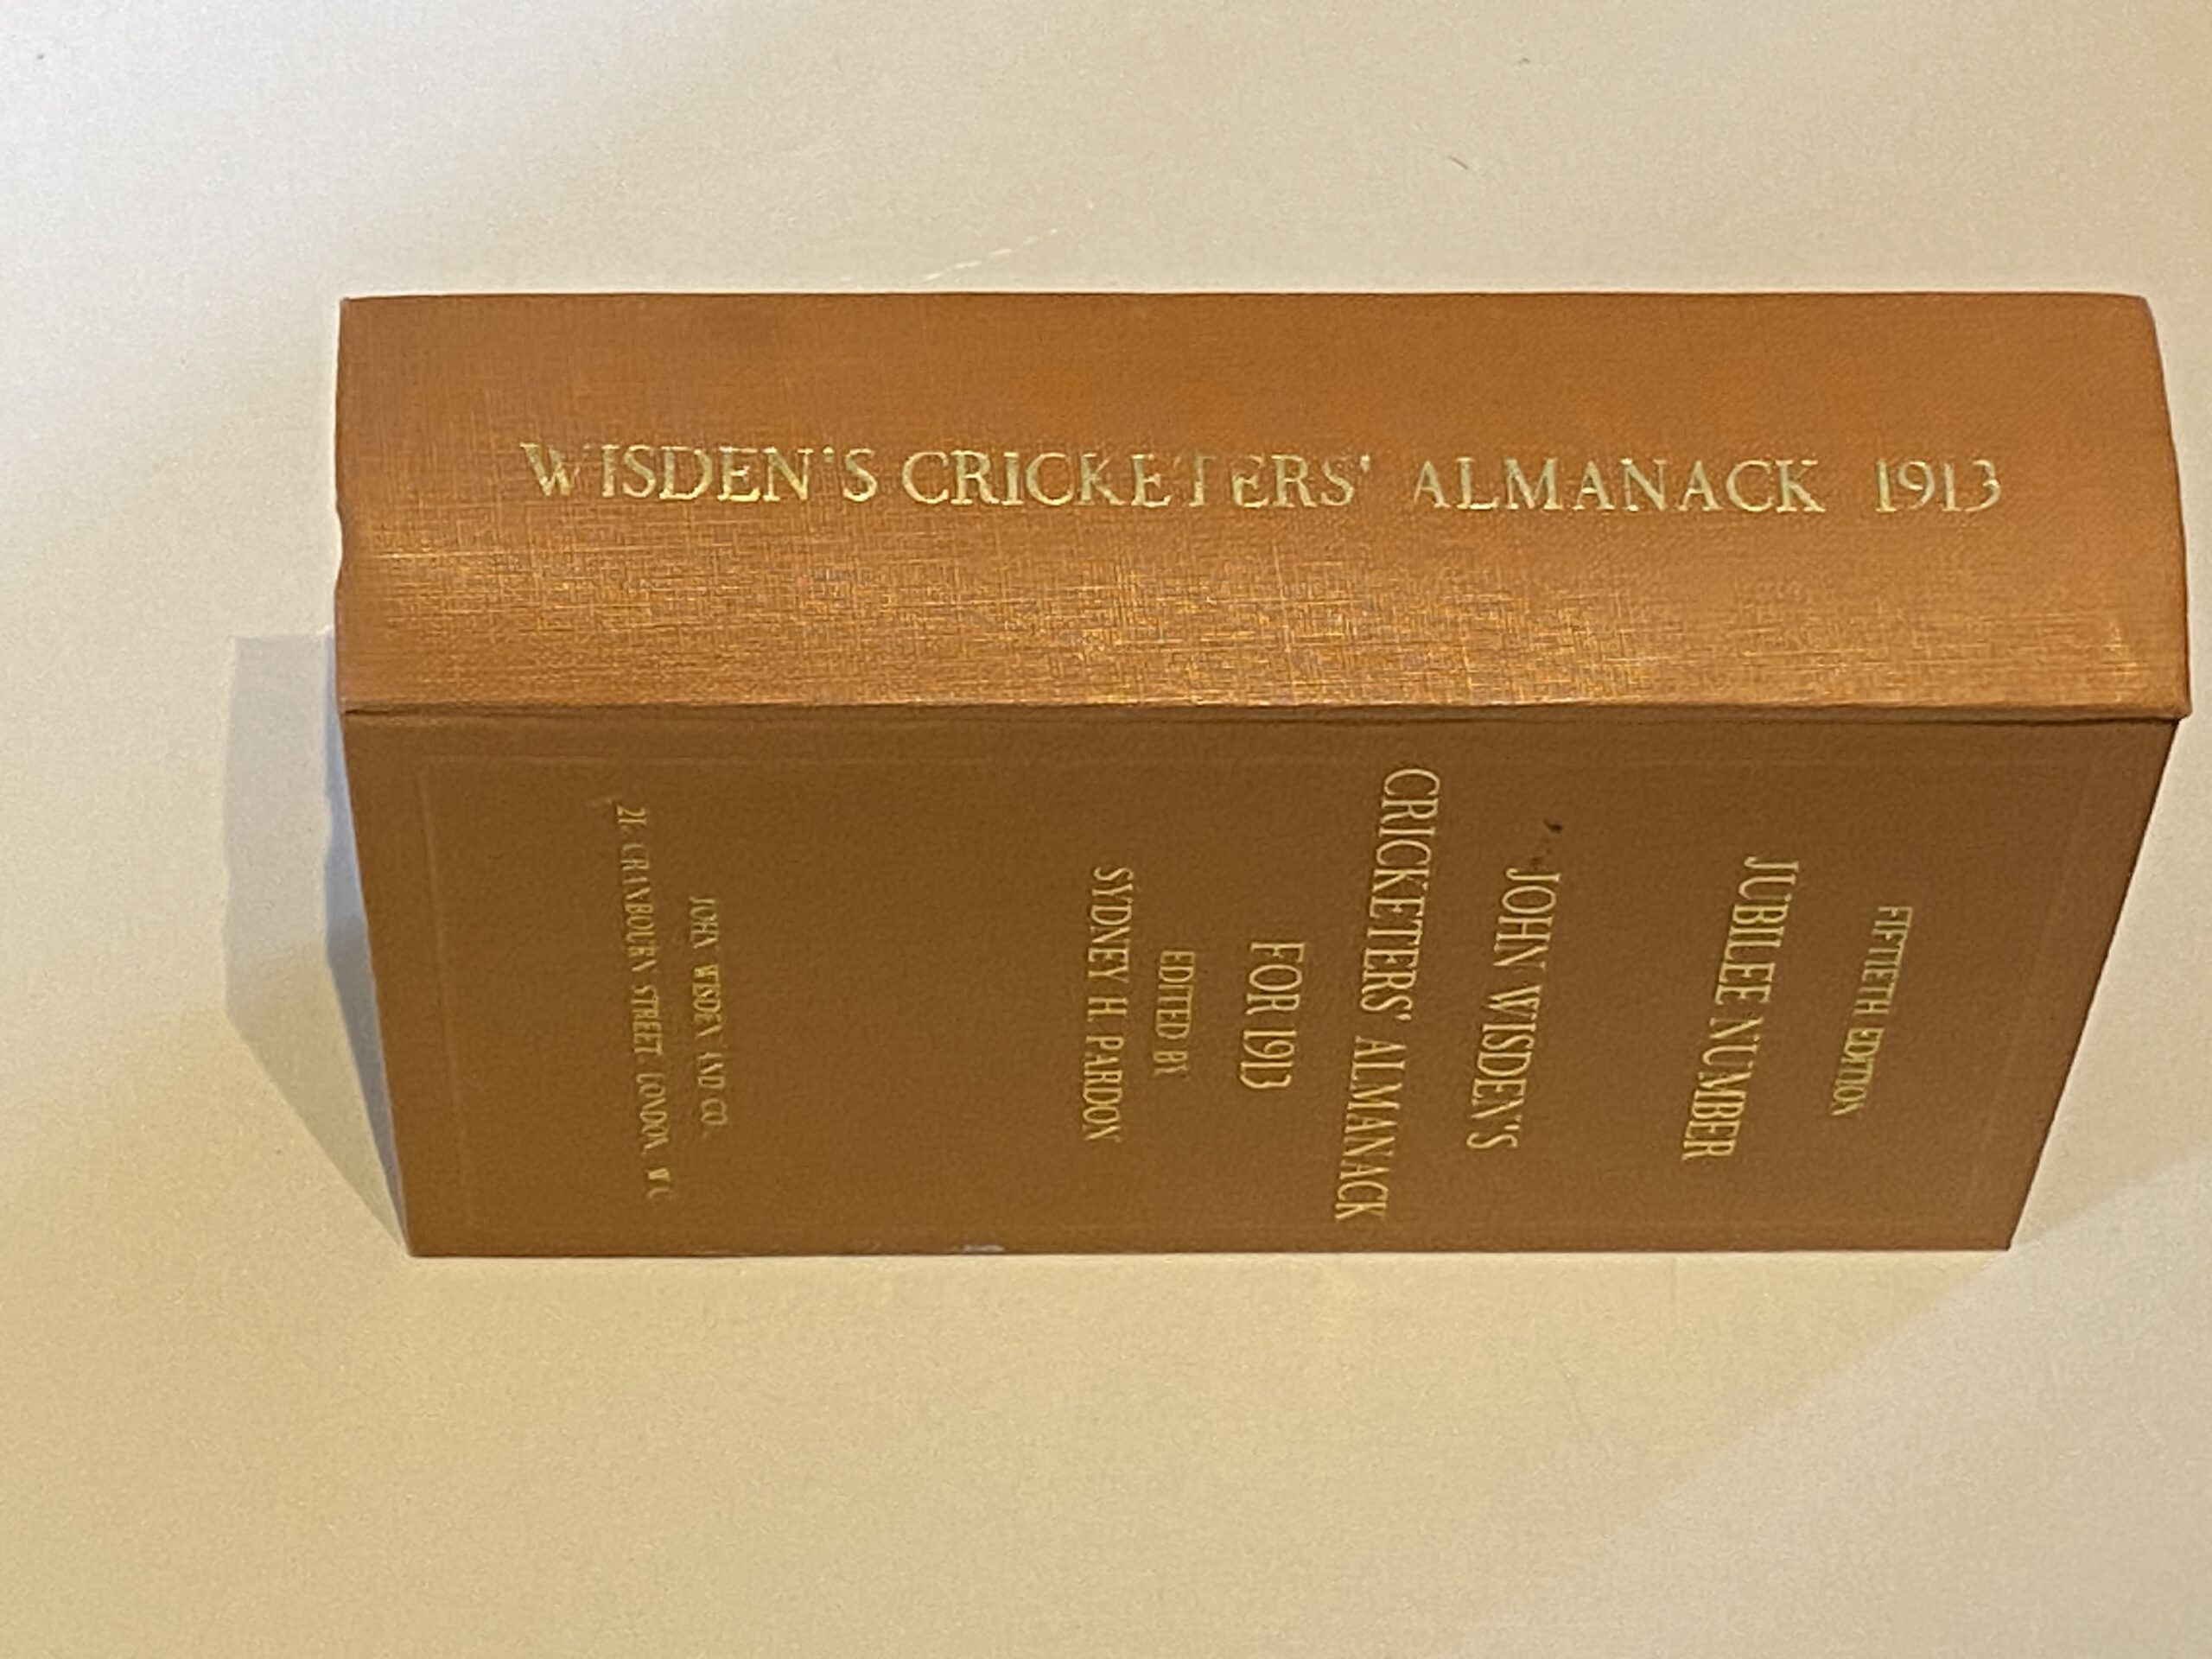 WISDEN'S CRICKETERS' ALMANACK 1913
FIFTIETH EDITION
JUBILEE NUMBER
JOHN WISDEN'S
CRICKETERS' ALMANACK
FOR 1913
EDITED BY
SYDNEY H. PARDON
JOHN WISDEN AND CO.
CRANBOURN STREET, LONDON, W C